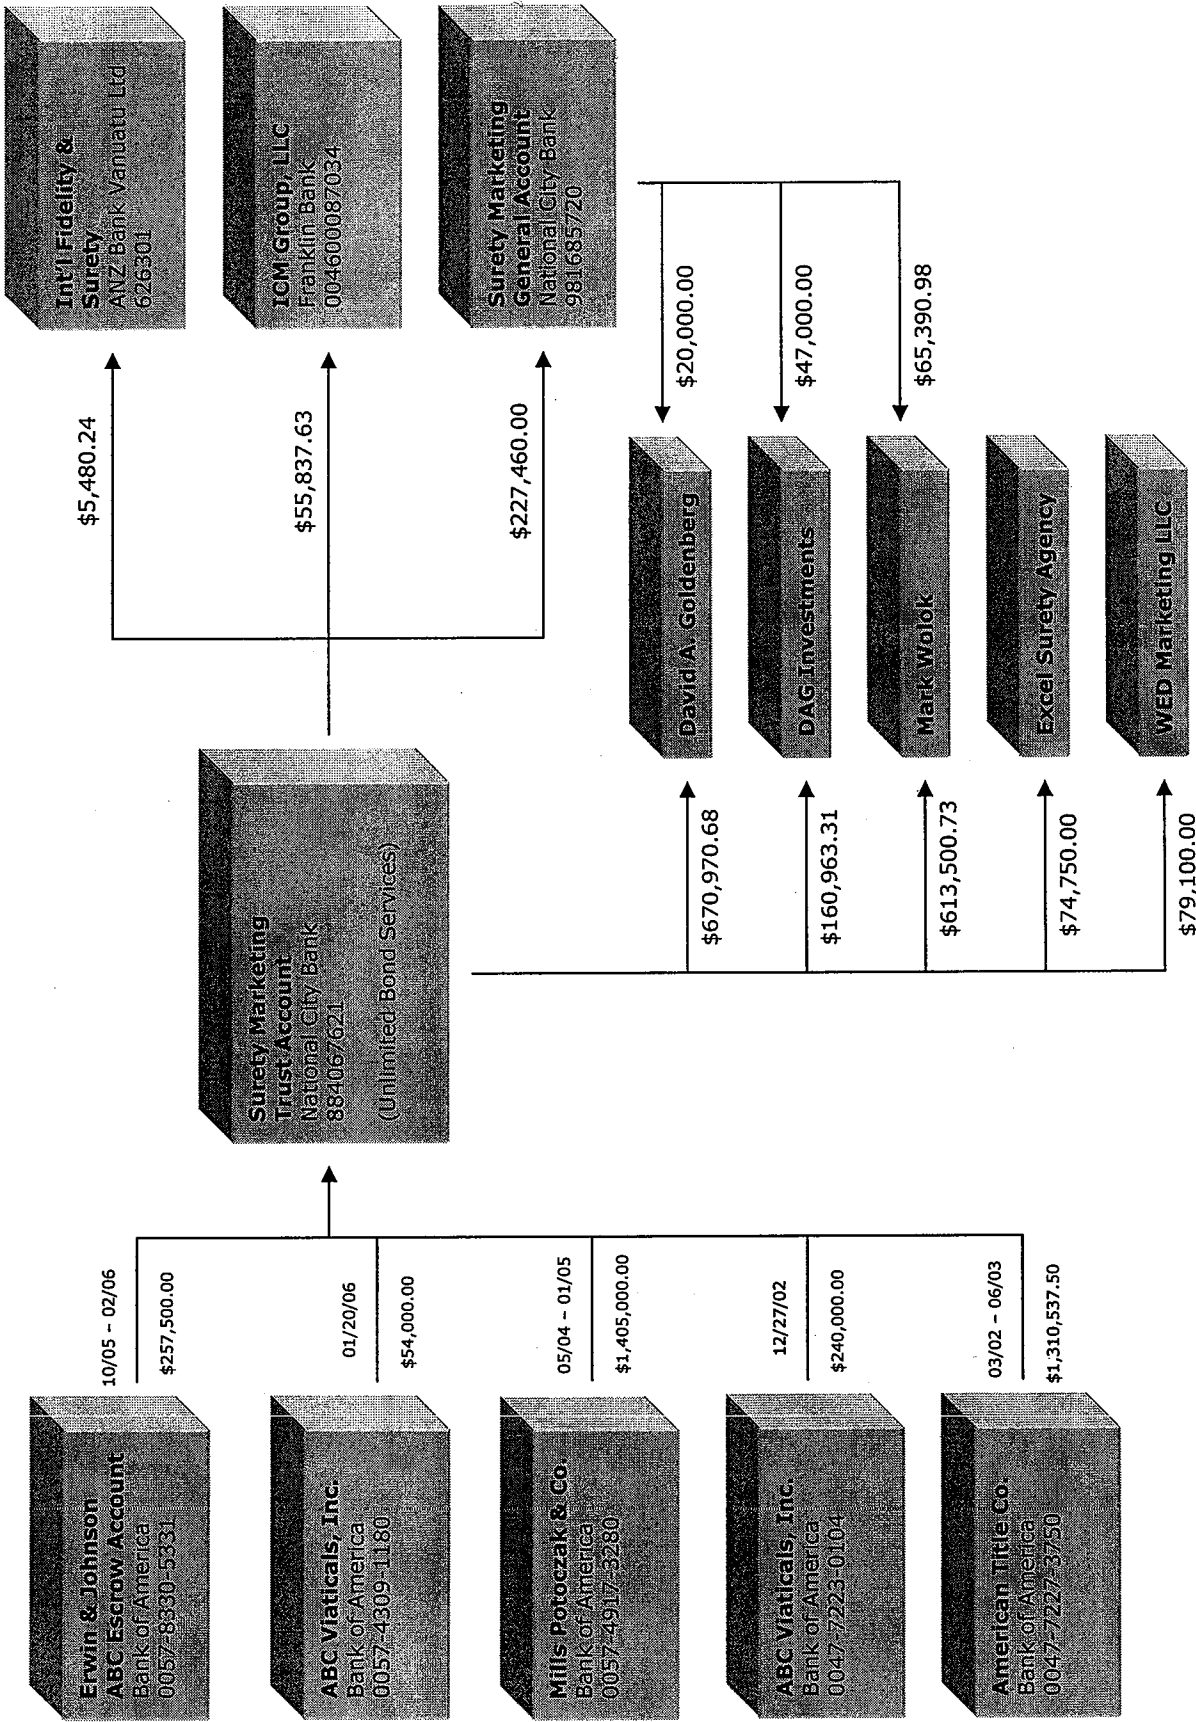 Erwin & Johnson
ABC Escrow Account
Bank of America
0057-8330-5331
10/05 – 02/06
$257,500.00
ABC Viaticals, Inc.
Bank of America
0057-4309-1180
01/20/06
$54,000.00
Mills Potoczak & Co.
Bank of America
0057-4917-3280
05/04 – 01/05
$1,405,000.00
ABC Viaticals, Inc.
Bank of America
0047-7223-0104
12/27/02
$240,000.00
American Title Co.
Bank of America
0047-7227-3750
03/02 – 06/03
$1,310,537.50
Surety Marketing
Trust Account
National City Bank
884067621
(Unlimited Bond Services)
$5,480.24
$55,837.63
$227,460.00
Int'l Fidelity &
Surety
ANZ Bank Vanuatu Ltd
626301
ICM Group, LLC
Franklin Bank
004600087034
Surety Marketing
General Account
National City Bank
981685720
$670,970.68
David A. Goldenberg
$20,000.00
$160,963.31
DAG Investments
$47,000.00
$613,500.73
Mark Wolok
$65,390.98
$74,750.00
Excel Surety Agency
$79,100.00
WED Marketing LLC